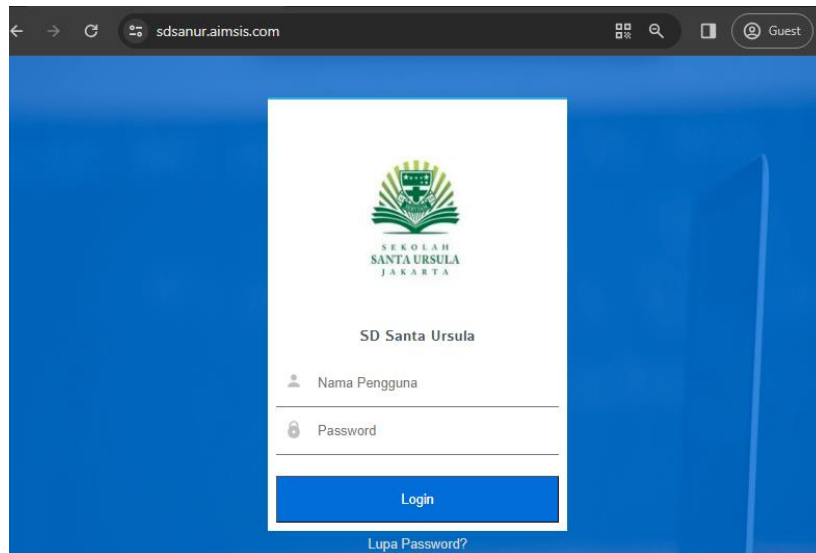 sdsanur.aimsis.com
Guest
SEKOLAH
SANTA URSULA
JAKARTA
SD Santa Ursula
Nama Pengguna
Password
Login
Lupa Password?